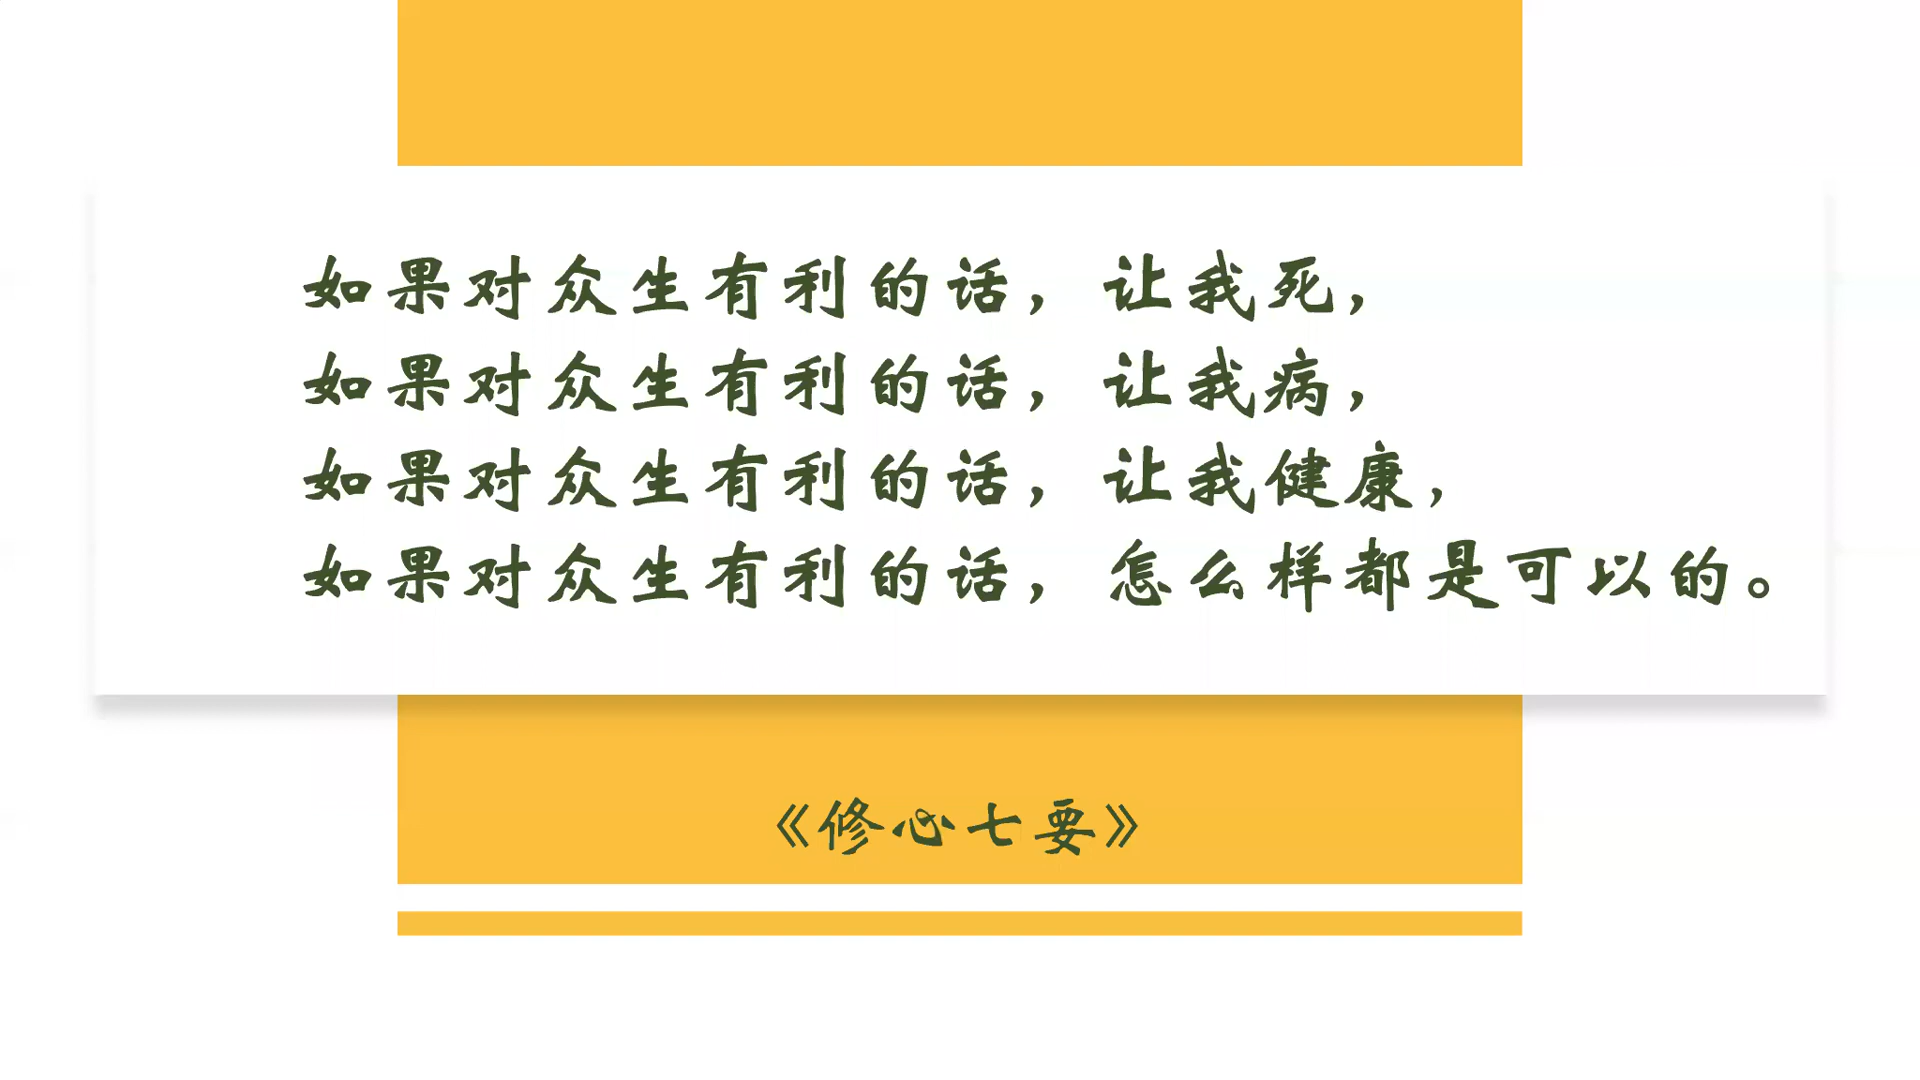 如果对众生有利的话，让我死，
如果对众生有利的话，让我病，
如果对众生有利的话，让我健康，
如果对众生有利的话，怎么样都是可以的。
《修心七要》